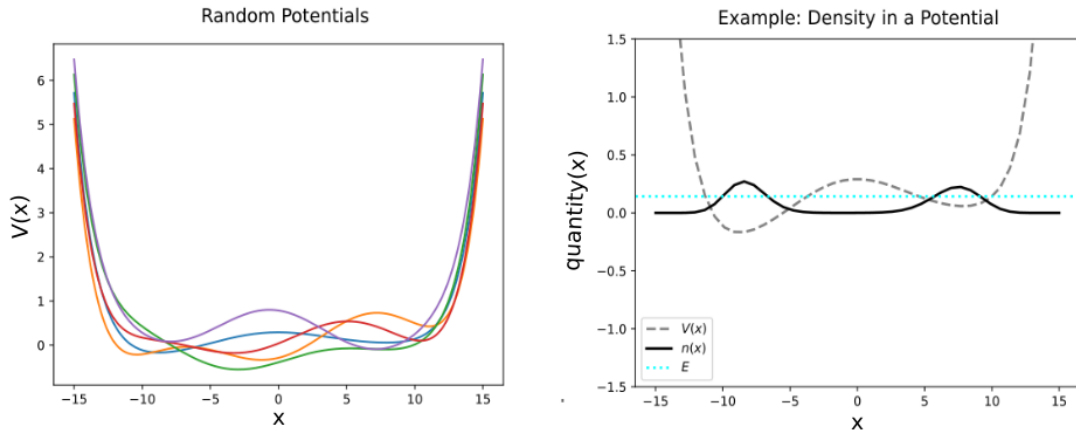 Random Potentials
V(x)
6
5
4
3
2
1
0
−15 −10 −5 0 5 10 15
x
Example: Density in a Potential
quantity(x)
1.5
1.0
0.5
0.0
−0.5
−1.0
−1.5
V(x)
n(x)
E
−15 −10 −5 0 5 10 15
x